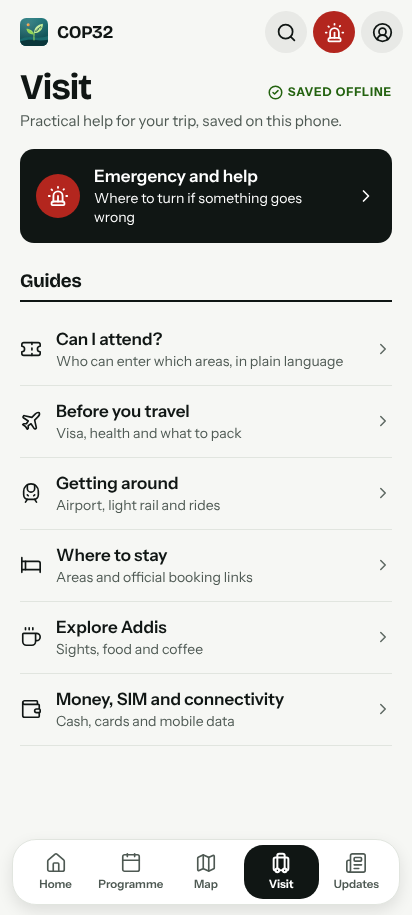 COP32
Visit
SAVED OFFLINE
Practical help for your trip, saved on this phone.
Emergency and help
Where to turn if something goes
wrong
Guides
Can I attend?
Who can enter which areas, in plain language
Before you travel
Visa, health and what to pack
Getting around
Airport, light rail and rides
Where to stay
Areas and official booking links
Explore Addis
Sights, food and coffee
Money, SIM and connectivity
Cash, cards and mobile data
Home
Programme
Map
Visit
Updates